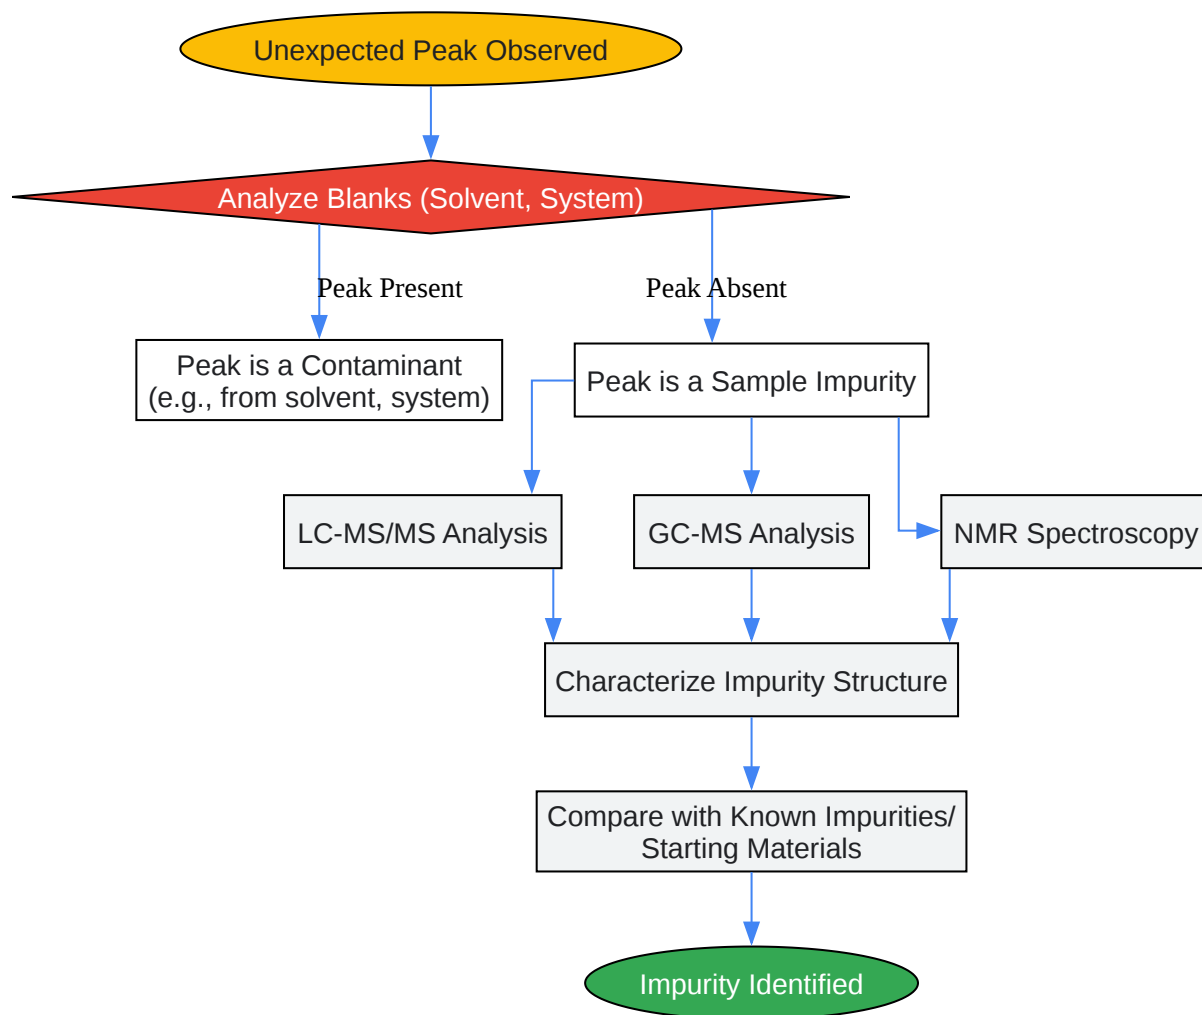 Unexpected Peak Observed
Analyze Blanks (Solvent, System)
Peak Present
Peak Absent
Peak is a Contaminant
(e.g., from solvent, system)
Peak is a Sample Impurity
LC-MS/MS Analysis
GC-MS Analysis
NMR Spectroscopy
Characterize Impurity Structure
Compare with Known Impurities/
Starting Materials
Impurity Identified